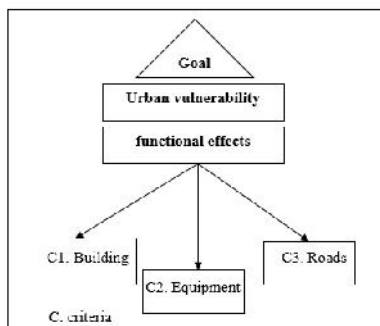 Goal
Urban vulnerability
functional effects
C1. Building
C3. Roads
C2. Equipment
C. criteria